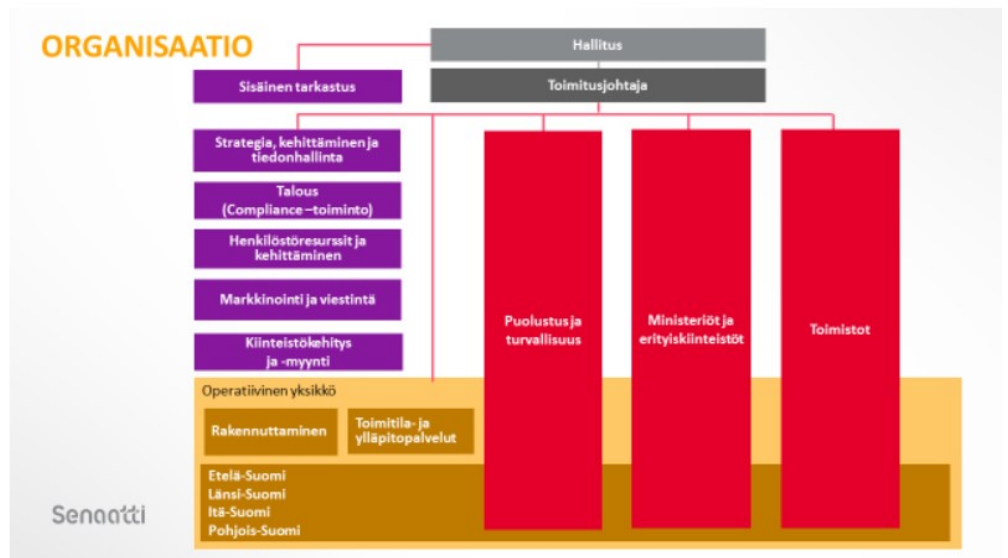 ORGANISAATIO
Hallitus
Sisäinen tarkastus
Toimitusjohtaja
Strategia, kehittäminen ja
tiedonhallinta
Talous
(Compliance –toiminto)
Henkilöstöresurssit ja
kehittäminen
Markkinointi ja viestintä
Kiinteistökehitys
ja -myynti
Puolustus ja
turvallisuus
Ministeriöt ja
erityiskiinteistöt
Toimistot
Operatiivinen yksikkö
Rakennuttaminen
Toimitila- ja
ylläpitopalvelut
Etelä-Suomi
Länsi-Suomi
Itä-Suomi
Pohjois-Suomi
Senaatti